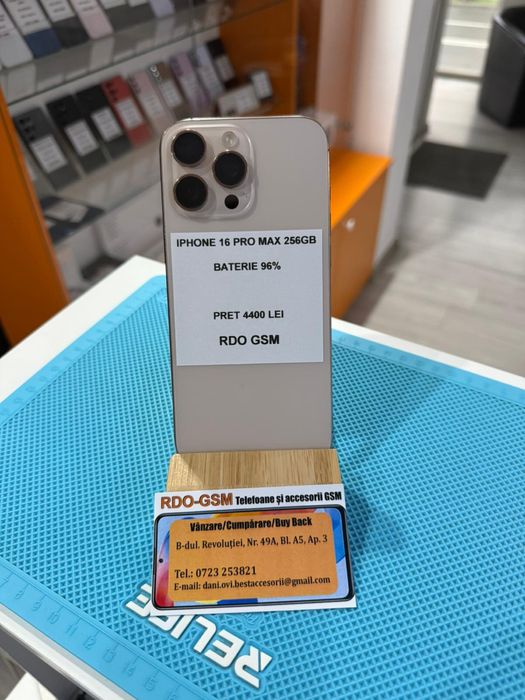 IPHONE 16 PRO MAX 256GB
BATERIE 96%
PRET 4400 LEI
RDO GSM
RDO-GSM Telefoane și accesorii GSM
Vânzare/Cumpărare/Buy Back
B-dul. Revoluției, Nr. 49A, Bl. A5, Ap. 3
Tel.: 0723 253821
E-mail: dani.ovi.bestaccesorii@gmail.com
RELIFE